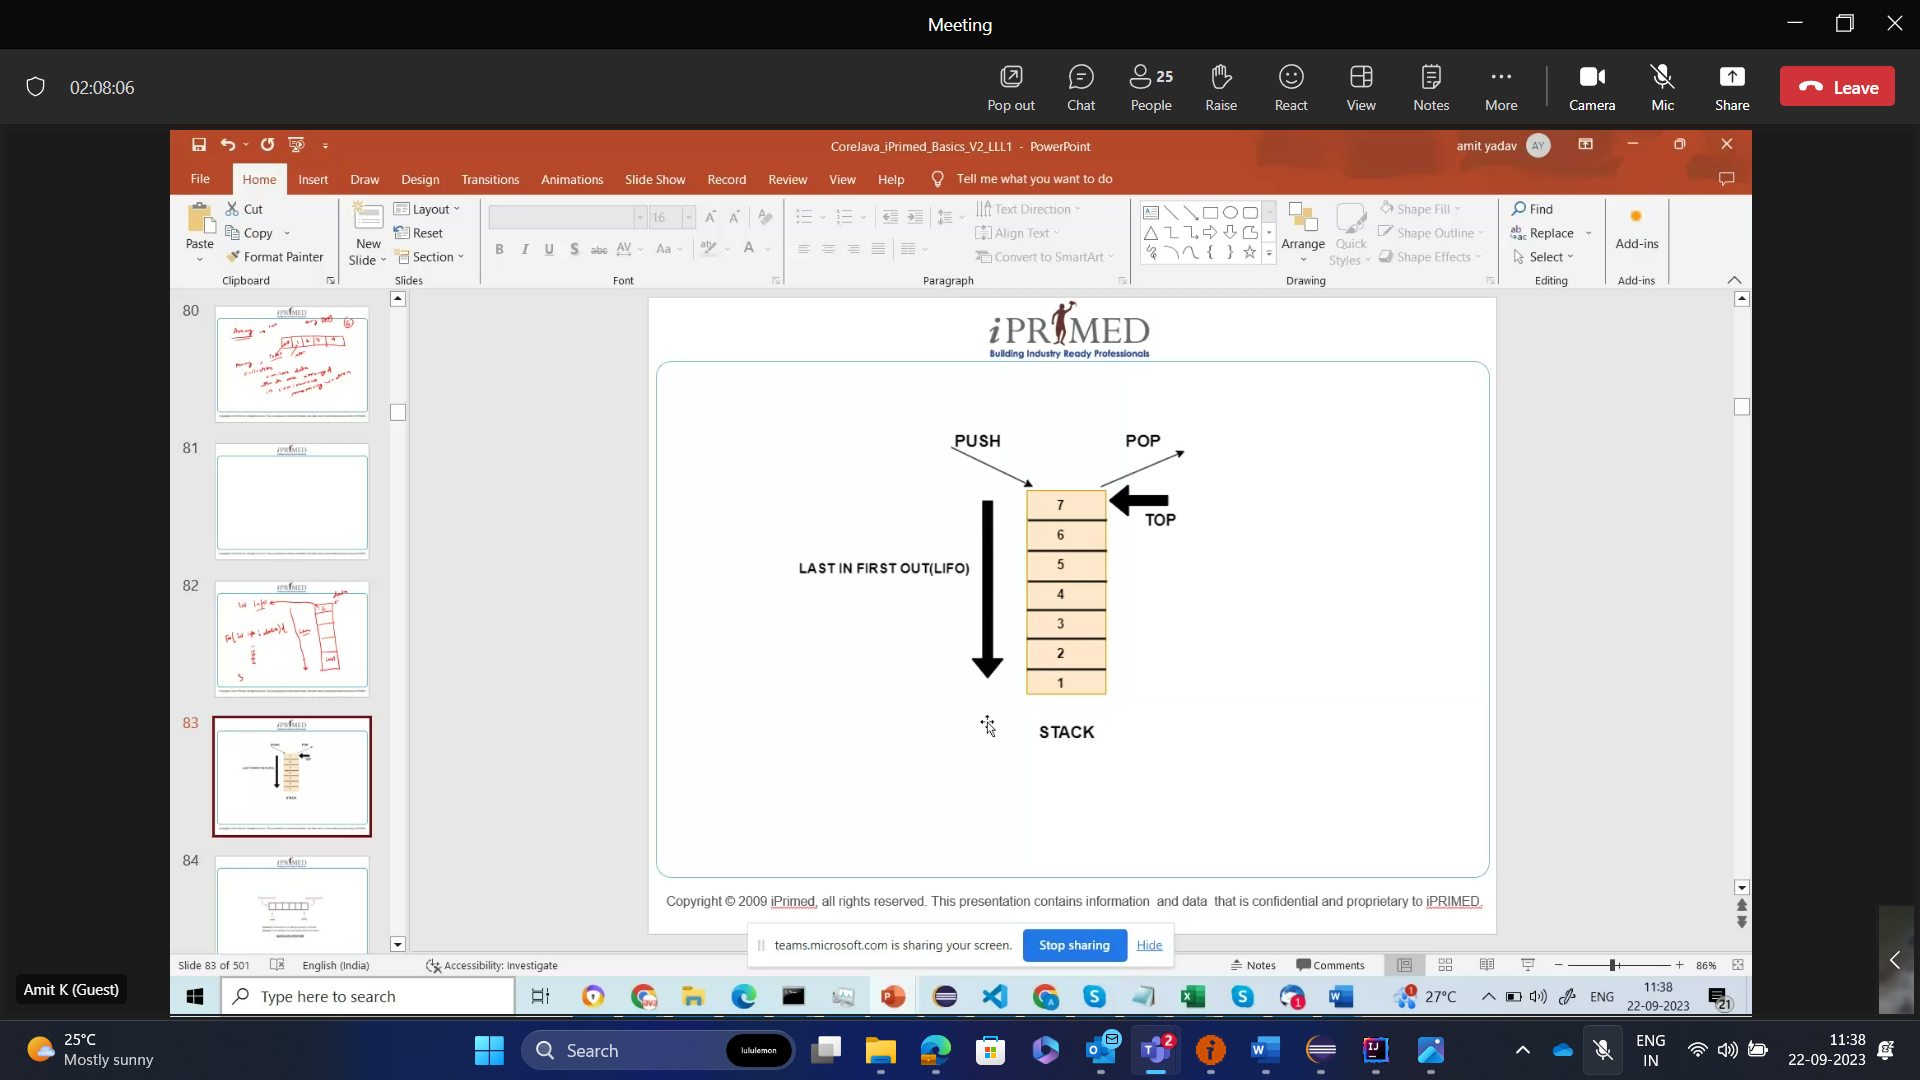 Meeting
02:08:06
Pop out
Chat
25
People
Raise
React
View
Notes
More
Camera
Mic
Share
Leave
CoreJava_iPrimed_Basics_V2_LLL1 - PowerPoint
amit yadav
AY
File
Home
Insert
Draw
Design
Transitions
Animations
Slide Show
Record
Review
View
Help
Tell me what you want to do
Paste
Cut
Copy
Format Painter
Clipboard
New
Slide
Layout
Reset
Section
Slides
16
B I U S abc AV
Aa
A
Font
Text Direction
Align Text
Convert to SmartArt
Paragraph
Arrange
Quick
Styles
Shape Fill
Shape Outline
Shape Effects
Drawing
Find
Replace
Select
Editing
Add-ins
Add-ins
80
81
82
83
84
iPRIMED
Building Industry Ready Professionals
PUSH
POP
TOP
LAST IN FIRST OUT(LIFO)
7
6
5
4
3
2
1
STACK
Copyright © 2009 iPrimed, all rights reserved. This presentation contains information and data that is confidential and proprietary to iPRIMED.
teams.microsoft.com is sharing your screen.
Stop sharing
Hide
Slide 83 of 501
English (India)
Accessibility: Investigate
Notes
Comments
86%
Amit K (Guest)
Type here to search
27°C
ENG
11:38
22-09-2023
21
25°C
Mostly sunny
Search
lululemon
2
ENG
IN
11:38
22-09-2023